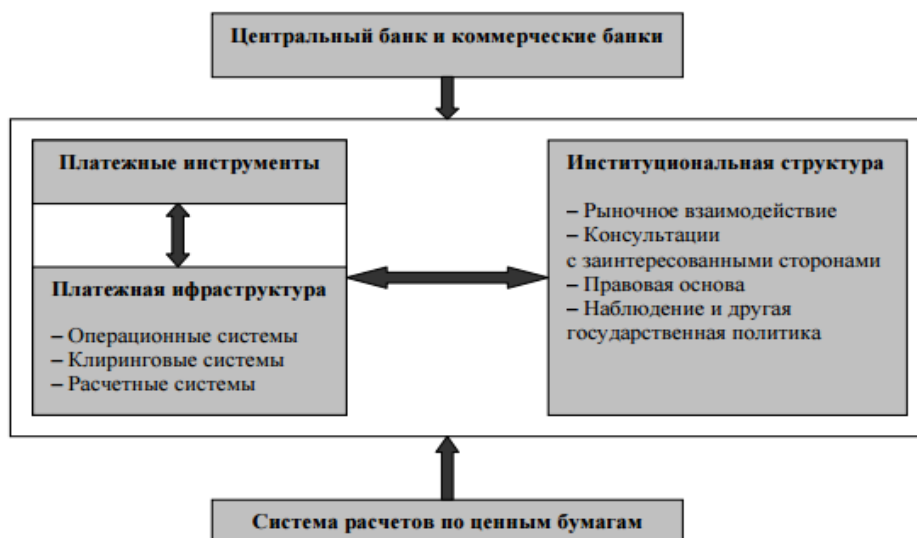 Центральный банк и коммерческие банки
Платежные инструменты
Платежная ифраструктура
– Операционные системы
– Клиринговые системы
– Расчетные системы
Институциональная структура
– Рыночное взаимодействие
– Консультации
с заинтересованными сторонами
– Правовая основа
– Наблюдение и другая
государственная политика
Система расчетов по ценным бумагам